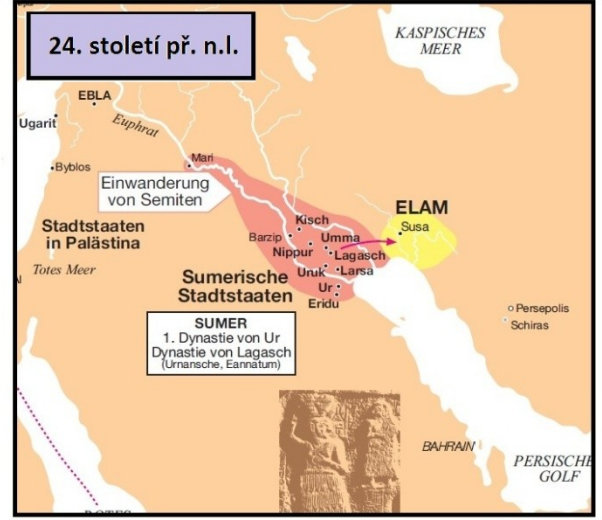 24. století př. n.l.
KASPISCHES
MEER
EBLA
Ugarit
Euphrat
Mari
Byblos
Einwanderung
von Semiten
ELAM
Susa
Kisch
Stadtstaaten
in Palästina
Barzip
Umma
Nippur
Lagasch
Totes Meer
Uruk
Larsa
Sumerische
Stadtstaaten
Ur
Eridu
Persepolis
Schiras
SUMER
1. Dynastie von Ur
Dynastie von Lagasch
(Urnansche, Eannatum)
BAHRAIN
PERSISCHE
GOLF